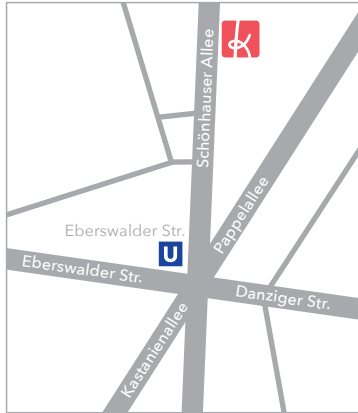 Schönhauser Allee
Pappelallee
Eberswalder Str.
U
Eberswalder Str.
Danziger Str.
Kastanienallee